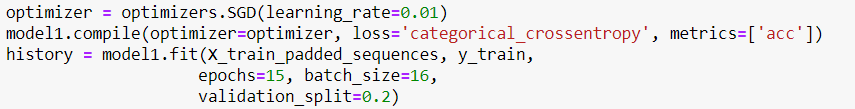 optimizer = optimizers.SGD(learning_rate=0.01)
model1.compile(optimizer=optimizer, loss='categorical_crossentropy', metrics=['acc'])
history = model1.fit(X_train_padded_sequences, y_train,
epochs=15, batch_size=16,
validation_split=0.2)